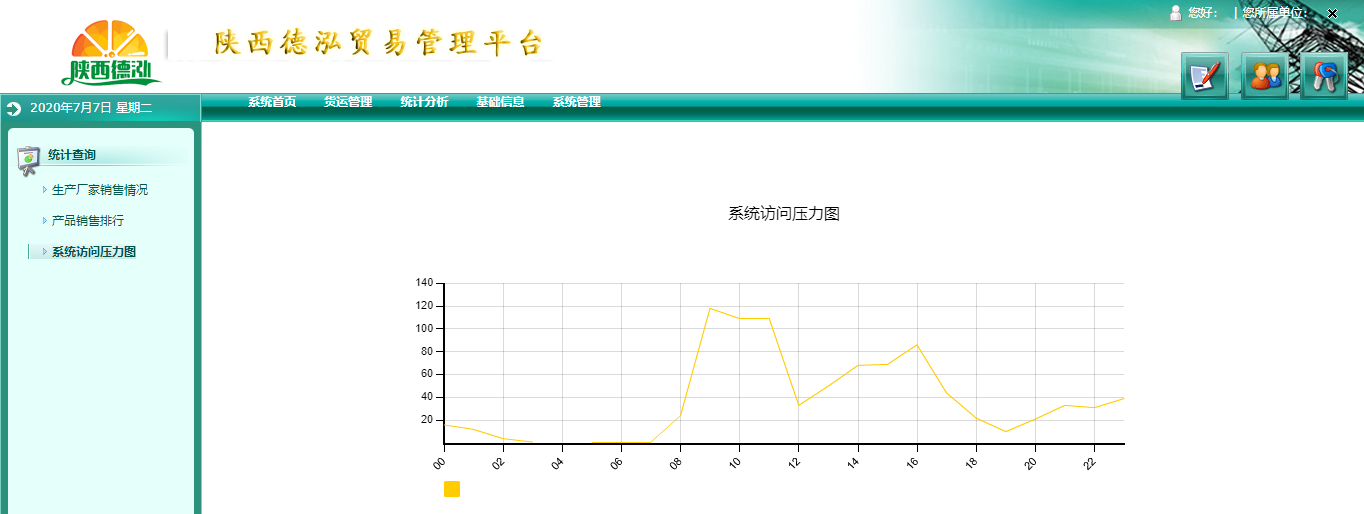 您好： | 您所属单位:
陕西德泓
陕西德泓贸易管理平台
2020年7月7日 星期二
系统首页 货运管理 统计分析 基础信息 系统管理
统计查询
生产厂家销售情况
产品销售排行
系统访问压力图
系统访问压力图
140
120
100
80
60
40
20
00 02 04 06 08 10 12 14 16 18 20 22